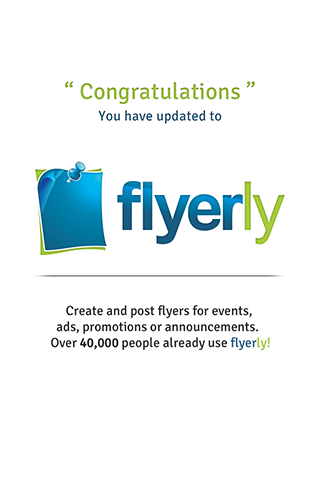 “ Congratulations ”
You have updated to
flyerly
Create and post flyers for events,
ads, promotions or announcements.
Over 40,000 people already use flyerly!